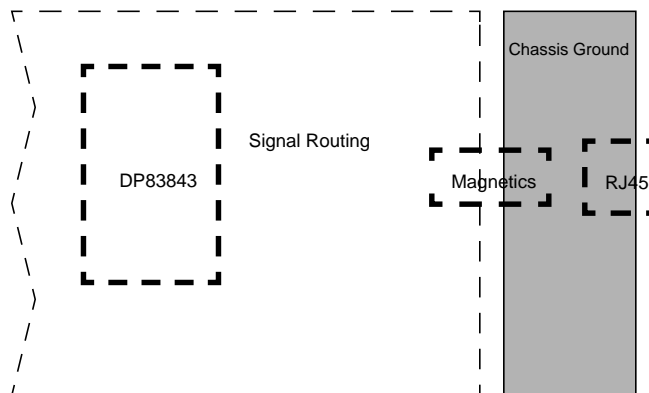 Chassis Ground
Signal Routing
DP83843
Magnetics
RJ45